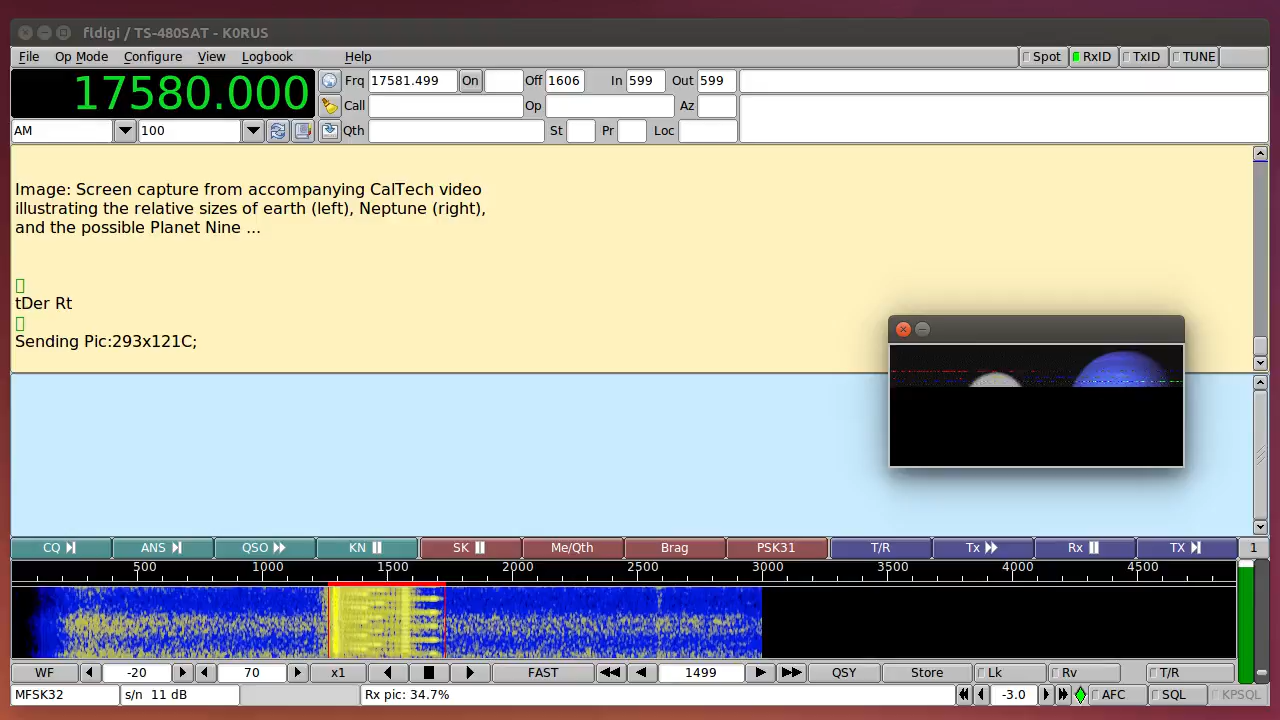 fldigi / TS-480SAT - K0RUS
File Op Mode Configure View Logbook Help Spot RxID TxID TUNE
17580.000 Frq 17581.499 On Off 1606 In 599 Out 599
Call Op Az
AM 100 Qth St Pr Loc
Image: Screen capture from accompanying CalTech video
illustrating the relative sizes of earth (left), Neptune (right),
and the possible Planet Nine ...
tDer Rt
Sending Pic:293x121C;
CQ ANS QSO KN SK Me/Qth Brag PSK31 T/R Tx Rx TX 1
500 1000 1500 2000 2500 3000 3500 4000 4500
WF -20 70 x1 FAST 1499 QSY Store Lk Rv T/R
MFSK32 s/n 11 dB Rx pic: 34.7% -3.0 AFC SQL KPSQL